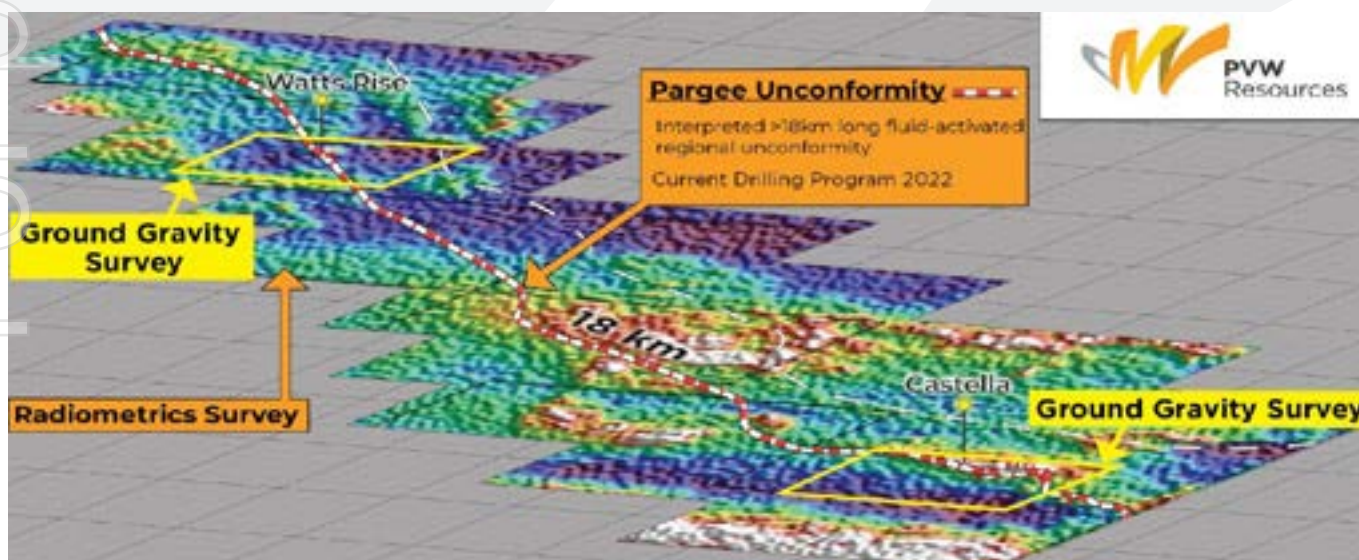 Watts Rise
Pargee Unconformity
Interpreted >18km long fluid-activated
regional unconformity
Current Drilling Program 2022
PVW
Resources
Ground Gravity
Survey
18 km
Radiometrics Survey
Castella
Ground Gravity Survey